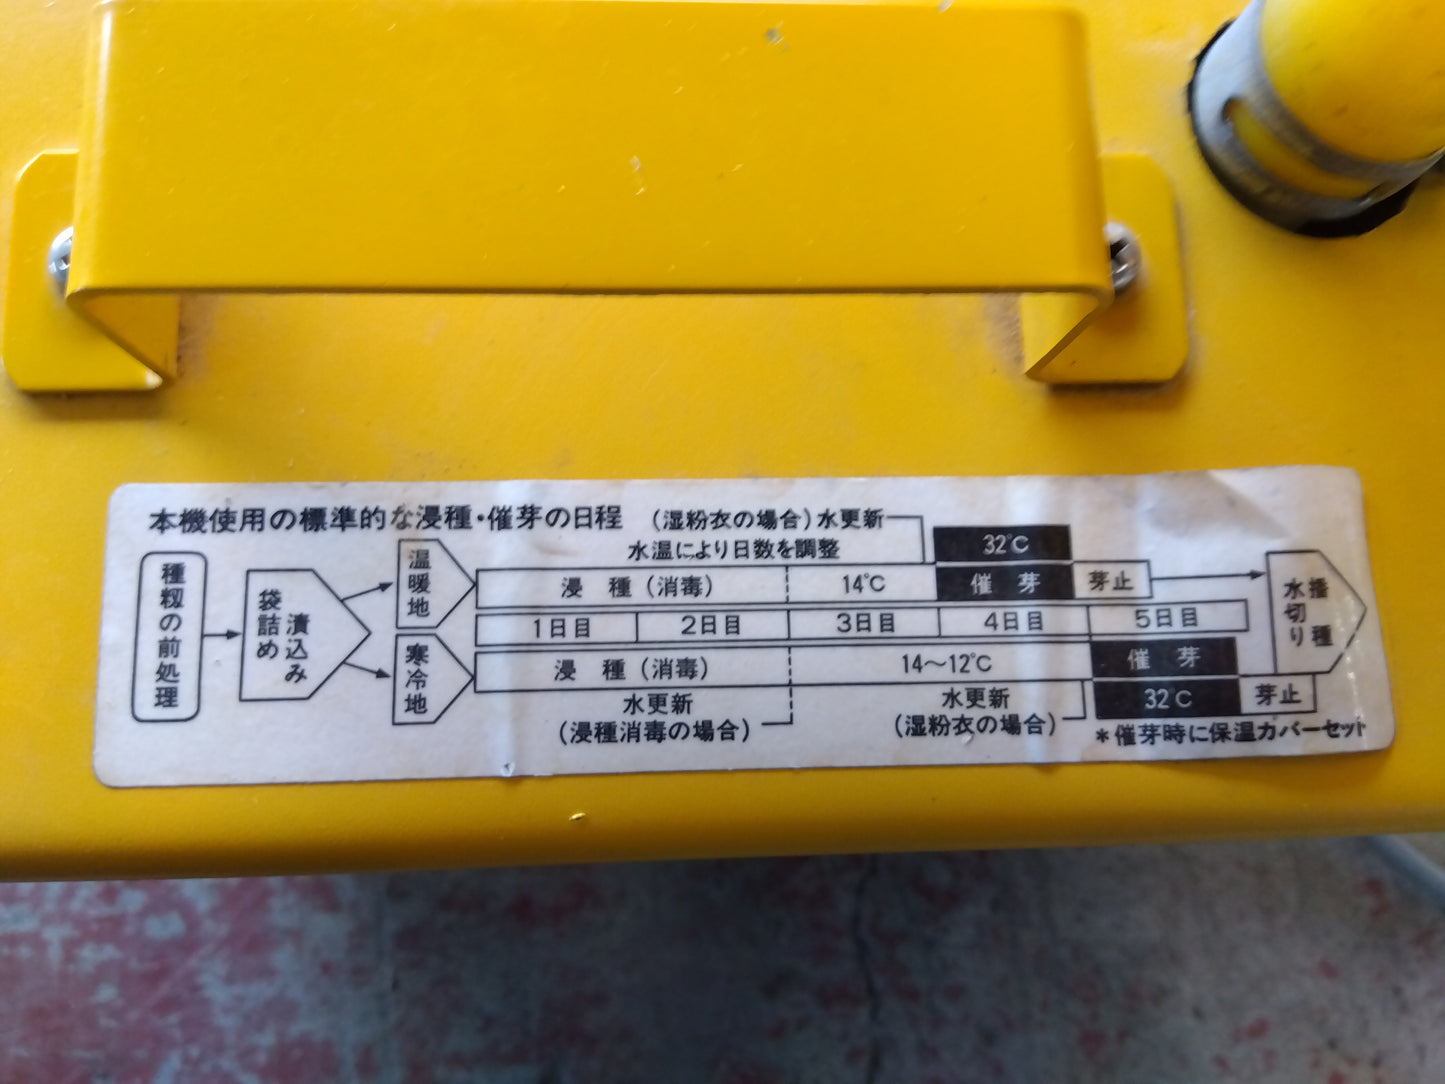 本機使用の標準的な浸種・催芽の日程
(湿粉衣の場合)水更新
水温により日数を調整
種籾の前処理
袋詰め
漬込み
温暖地
浸種(消毒)
14℃
32℃
催芽
芽止
1日目
2日目
3日目
4日目
5日目
寒冷地
浸種(消毒)
14～12℃
催芽
32℃
芽止
水更新
(浸種消毒の場合)
水更新
(湿粉衣の場合)
*催芽時に保温カバーセット
水切り
播種